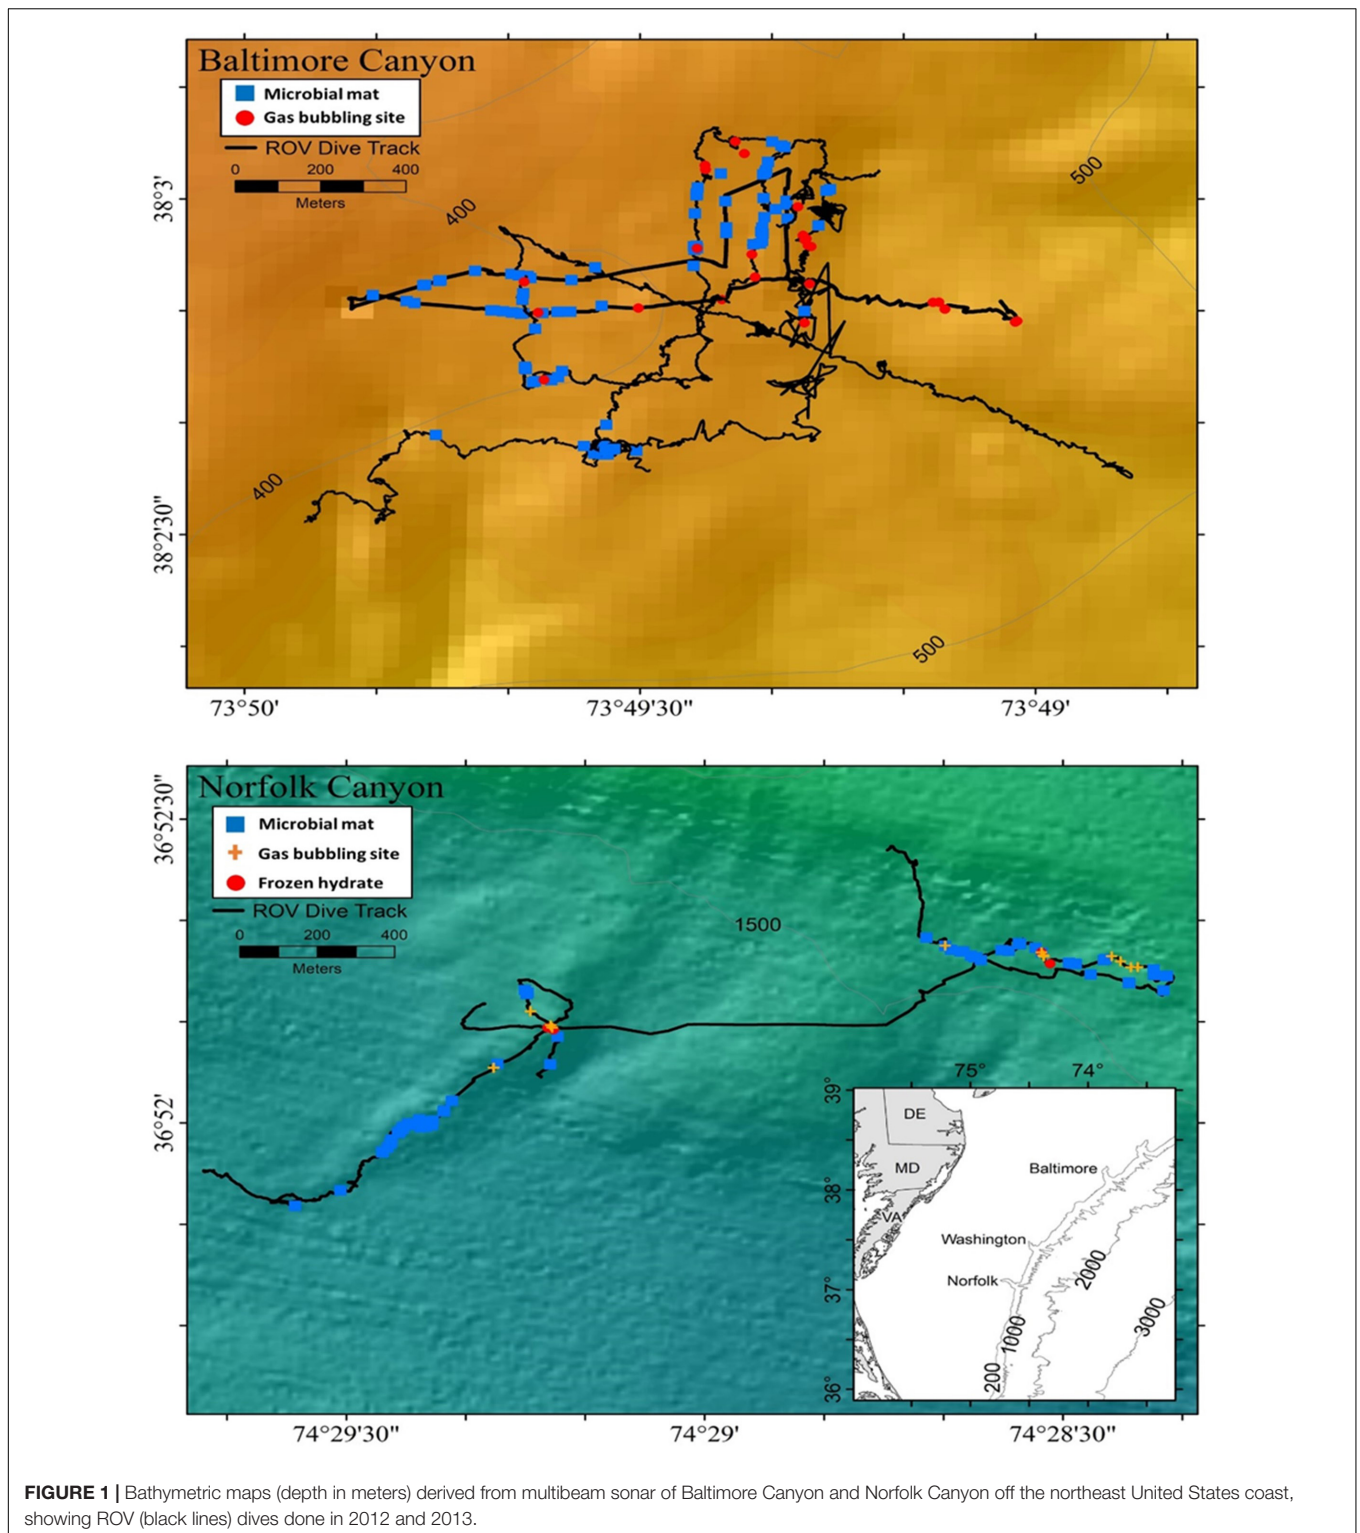 Baltimore Canyon
Microbial mat
Gas bubbling site
ROV Dive Track
0 200 400
Meters
500
400
400
500
38°3'
38°2'30"
73°50' 73°49'30" 73°49'
Norfolk Canyon
Microbial mat
Gas bubbling site
Frozen hydrate
ROV Dive Track
0 200 400
Meters
1500
36°52'30"
36°52'
75° 74°
39°
38°
37°
36°
DE
MD
VA
Baltimore
Washington
Norfolk
200
1000
2000
3000
74°29'30" 74°29' 74°28'30"
FIGURE 1 | Bathymetric maps (depth in meters) derived from multibeam sonar of Baltimore Canyon and Norfolk Canyon off the northeast United States coast,
showing ROV (black lines) dives done in 2012 and 2013.